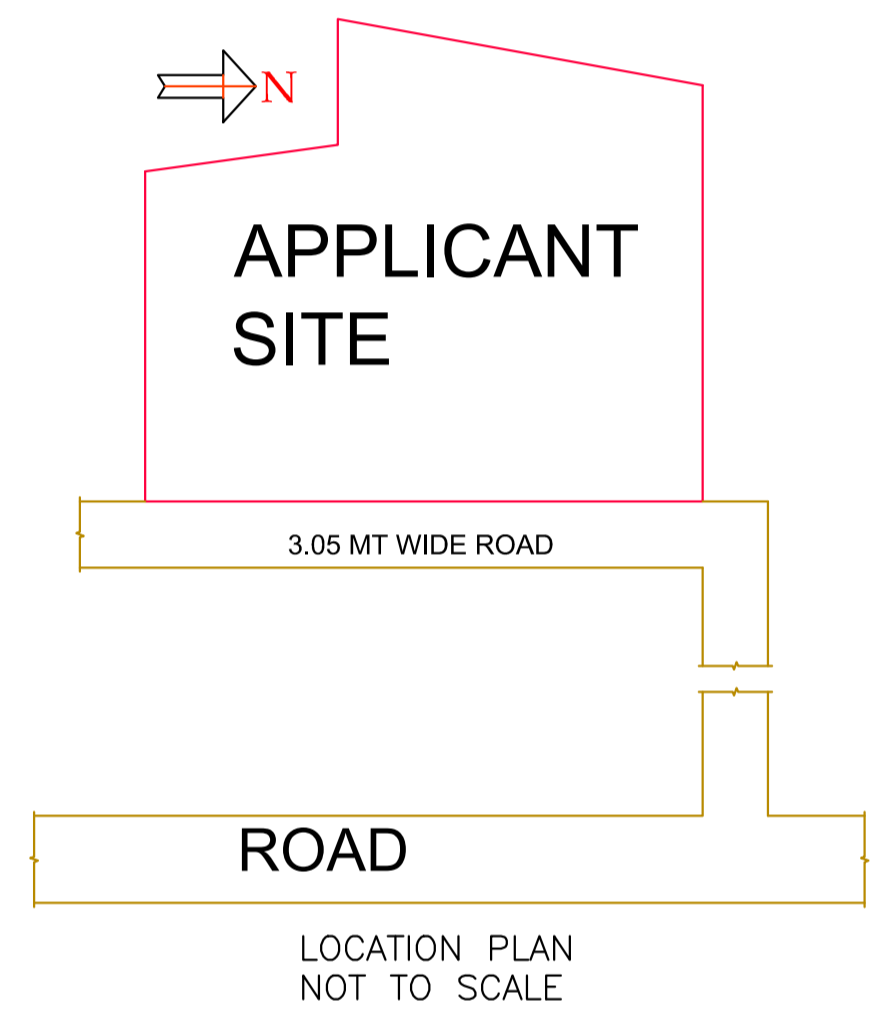 N
APPLICANT
SITE
3.05 MT WIDE ROAD
ROAD
LOCATION PLAN
NOT TO SCALE